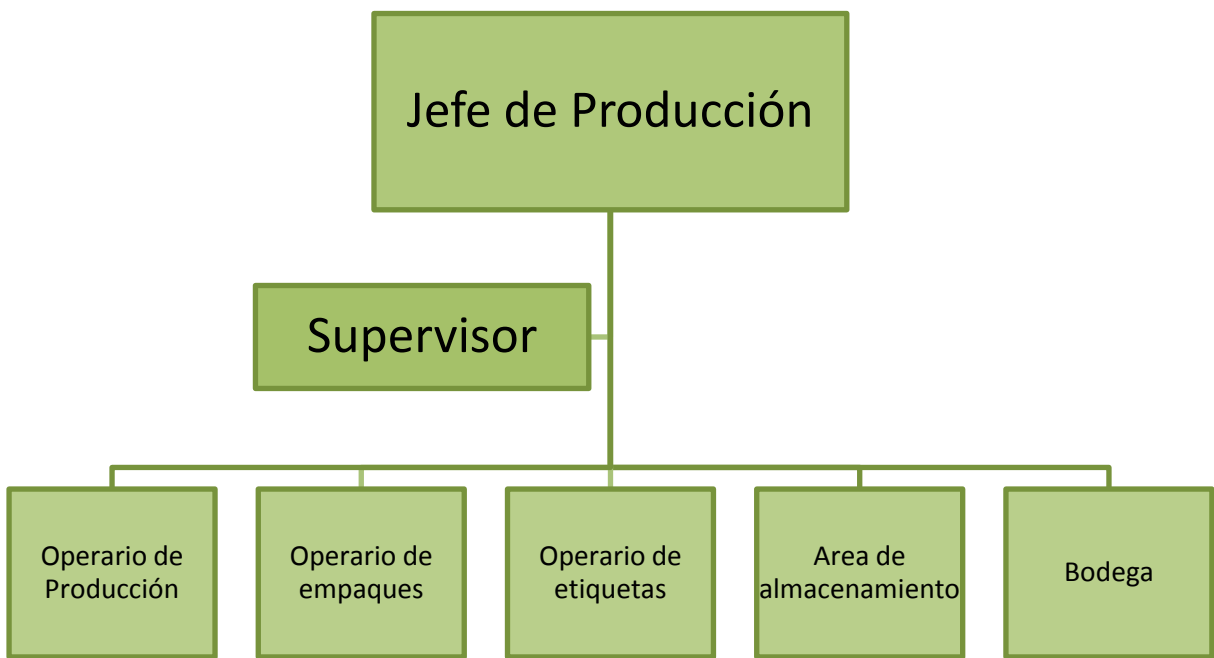 Jefe de Producción
Supervisor
Operario de
Producción
Operario de
empaques
Operario de
etiquetas
Area de
almacenamiento
Bodega